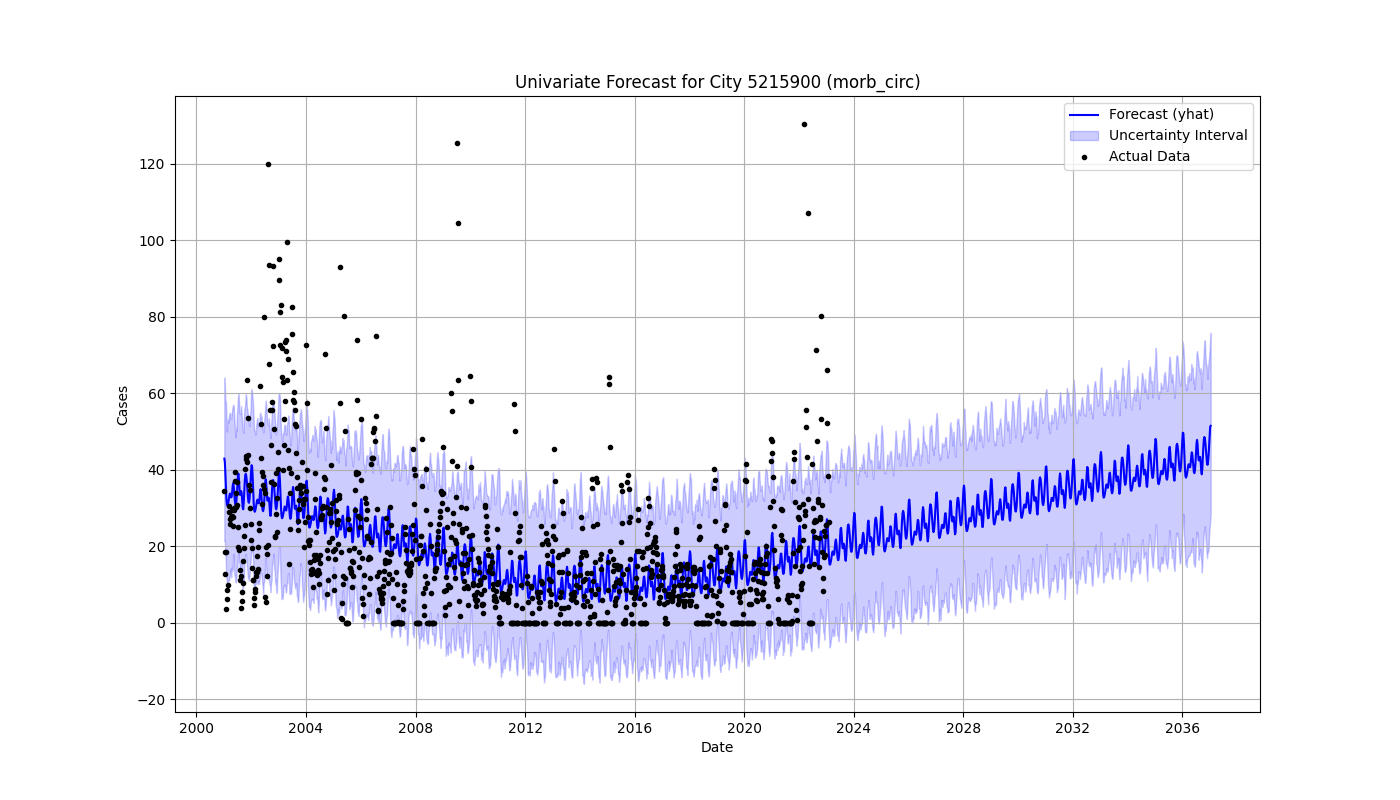 Univariate Forecast for City 5215900 (morb_circ)
Forecast (yhat)
Uncertainty Interval
Actual Data
120
100
80
60
40
20
0
−20
Cases
2000 2004 2008 2012 2016 2020 2024 2028 2032 2036
Date